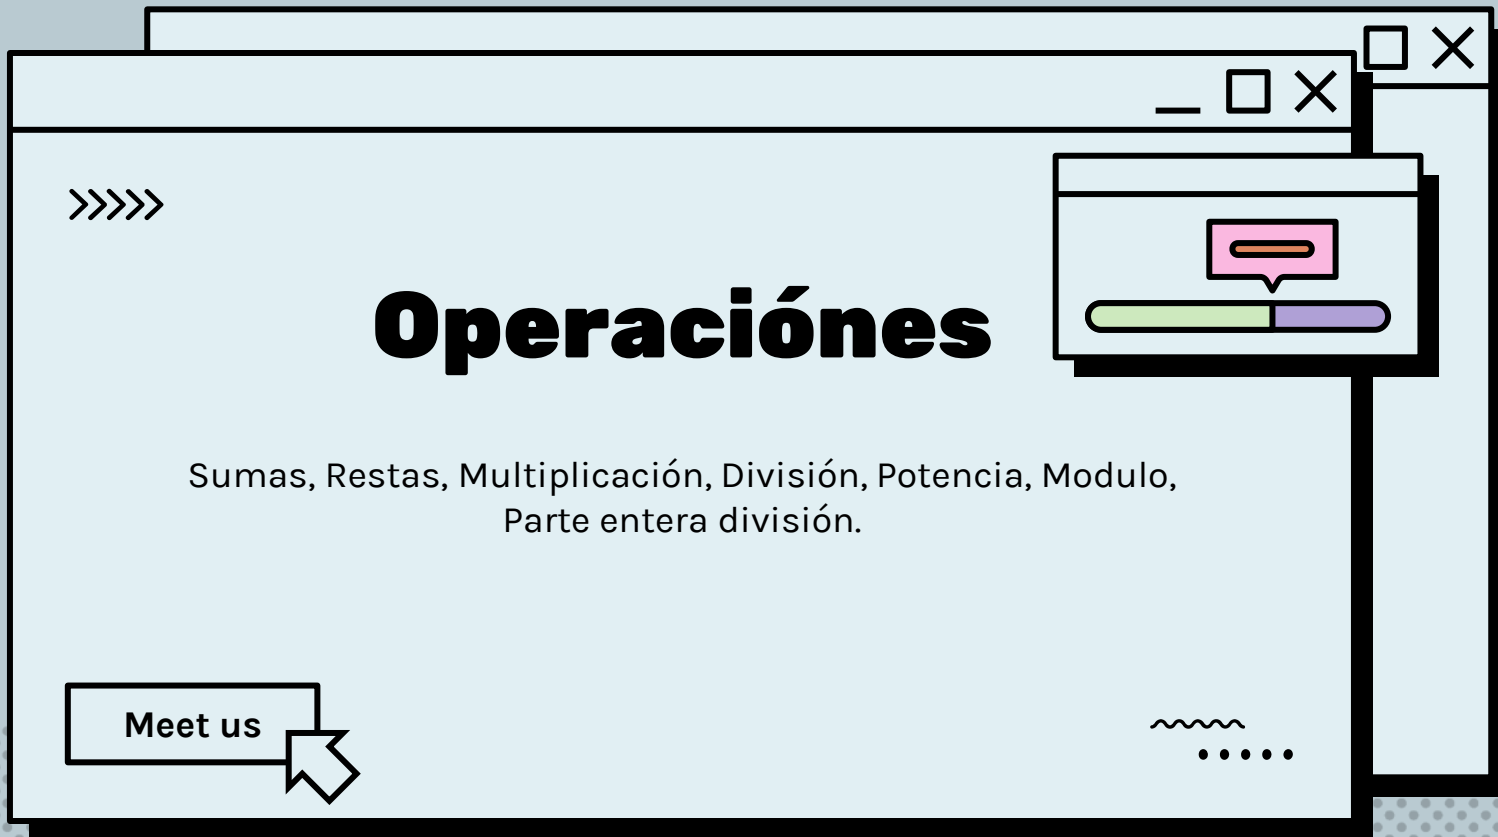 Operaciónes
Sumas, Restas, Multiplicación, División, Potencia, Modulo,
Parte entera división.
Meet us